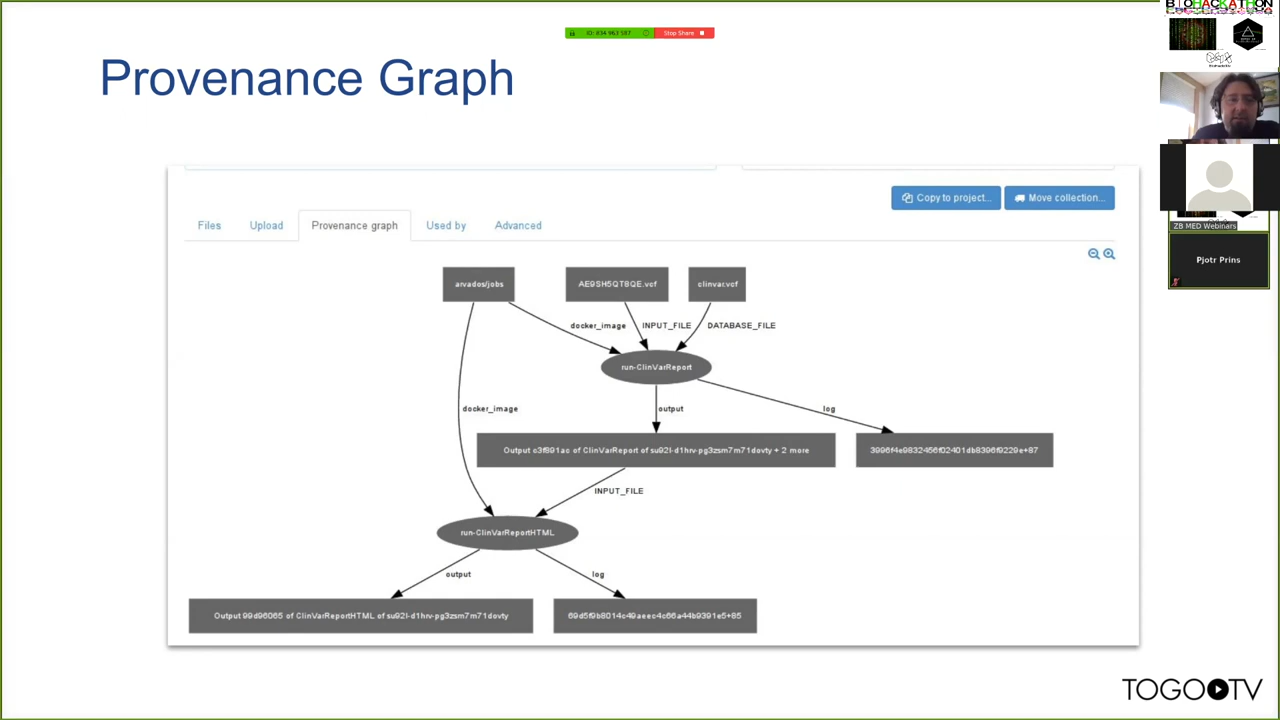 BIOHACKATHON
ID: 834 963 587
Stop Share
Provenance Graph
Copy to project...
Move collection...
Files
Upload
Provenance graph
Used by
Advanced
ZB MED Webinars
Pjotr Prins
arvados/jobs
AE9SH5QT8QE.vcf
clinvar.vcf
docker_image
INPUT_FILE
DATABASE_FILE
run-ClinVarReport
docker_image
output
log
Output c3f891ac of ClinVarReport of su92l-d1hrv-pg3zsm7m71dovty + 2 more
3996f4e9832456f02401db8396f9229e+87
INPUT_FILE
run-ClinVarReportHTML
output
log
Output 99d96065 of ClinVarReportHTML of su92l-d1hrv-pg3zsm7m71dovty
69d5f9b8014c49aeec4c66a44b9391e5+85
TOGOTV